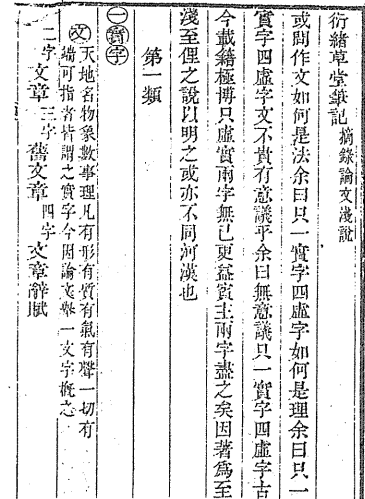 衍緒草堂筆記 摘錄論文淺說
或問作文如何是法余曰只一實字四虛字如何是理余曰只一
實字四虛字文不貴有意議乎余曰無意議只一實字四虛字古
今載籍極博只虛實兩字無已更益賓主兩字盡之矣因著為至
淺至俚之說以明之或亦不同河漢也
第一類
㊀實字
文 天地名物象數事理凡有形有質有氣有聲一切有
端可指者皆謂之實字今因論文舉一文字概之
二字 文章 三字 舊文章 四字 文章辭賦